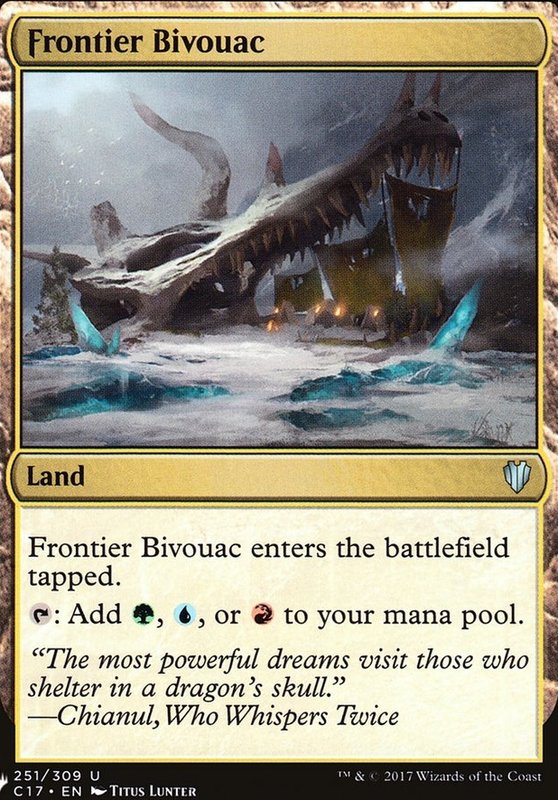 Frontier Bivouac
Land
Frontier Bivouac enters the battlefield
tapped.
: Add , , or to your mana pool.
“The most powerful dreams visit those who
shelter in a dragon’s skull.”
—Chianul, Who Whispers Twice
251/309 U
™ & © 2017 Wizards of the Coast
C17 • EN Titus Lunter